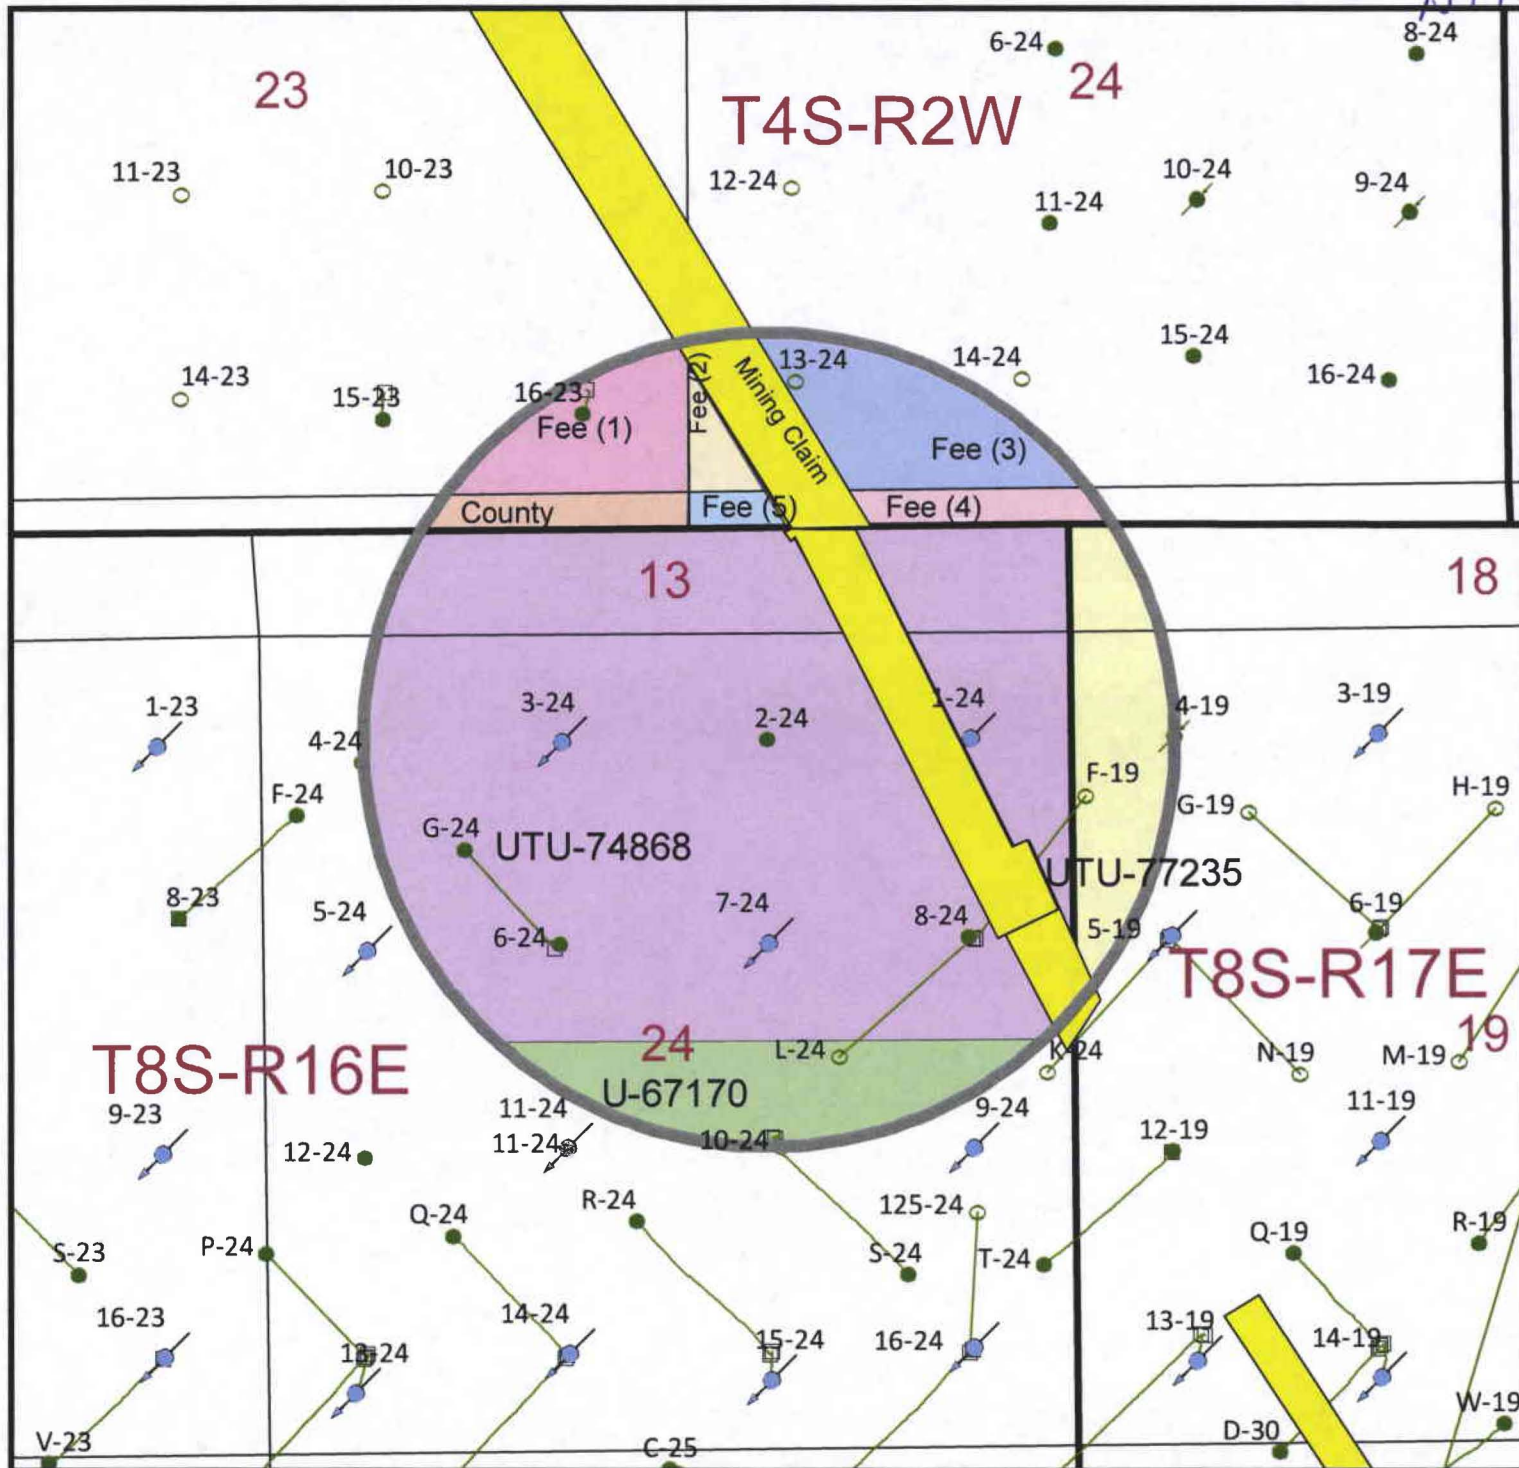 6-24
8-24
23
24
T4S-R2W
11-23
10-23
12-24
11-24
10-24
9-24
14-23
15-23
16-23
13-24
14-24
15-24
16-24
Fee (1)
Fee (2)
Mining Claim
Fee (3)
County
Fee (5)
Fee (4)
13
18
1-23
4-24
3-24
2-24
1-24
4-19
3-19
F-24
G-24
UTU-74868
F-19
G-19
H-19
UTU-77235
8-23
5-24
6-24
7-24
8-24
5-19
6-19
T8S-R17E
T8S-R16E
24
L-24
K-24
N-19
M-19
19
U-67170
9-23
12-24
11-24
11-24
10-24
9-24
12-19
11-19
S-23
P-24
Q-24
R-24
S-24
125-24
T-24
Q-19
R-19
16-23
13-24
14-24
15-24
16-24
13-19
14-19
V-23
C-25
D-30
W-19